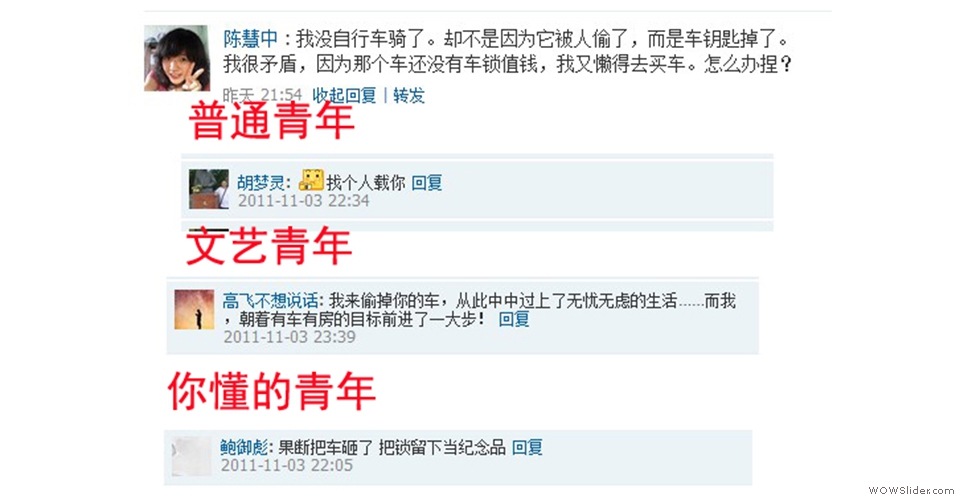 陈慧中：我没自行车骑了。却不是因为它被人偷了，而是车钥匙掉了。
我很矛盾，因为那个车还没有车锁值钱，我又懒得去买车。怎么办捏？
昨天 21:54 收起回复 | 转发
普通青年
胡梦灵: 找个人载你 回复
2011-11-03 22:34
文艺青年
高飞不想说话: 我来偷掉你的车，从此中中过上了无忧无虑的生活……而我
，朝着有车有房的目标前进了一大步！ 回复
2011-11-03 23:39
你懂的青年
鲍御彪: 果断把车砸了 把锁留下当纪念品 回复
2011-11-03 22:05
WOWSlider.com